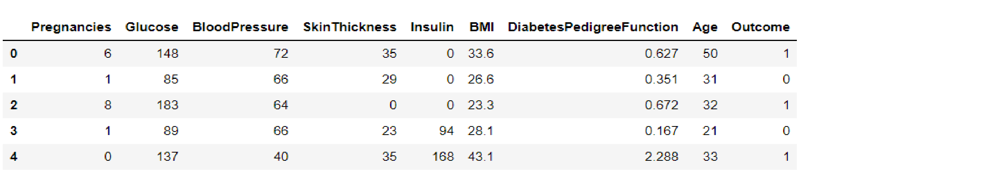 Pregnancies Glucose BloodPressure SkinThickness Insulin BMI DiabetesPedigreeFunction Age Outcome
0 6 148 72 35 0 33.6 0.627 50 1
1 1 85 66 29 0 26.6 0.351 31 0
2 8 183 64 0 0 23.3 0.672 32 1
3 1 89 66 23 94 28.1 0.167 21 0
4 0 137 40 35 168 43.1 2.288 33 1